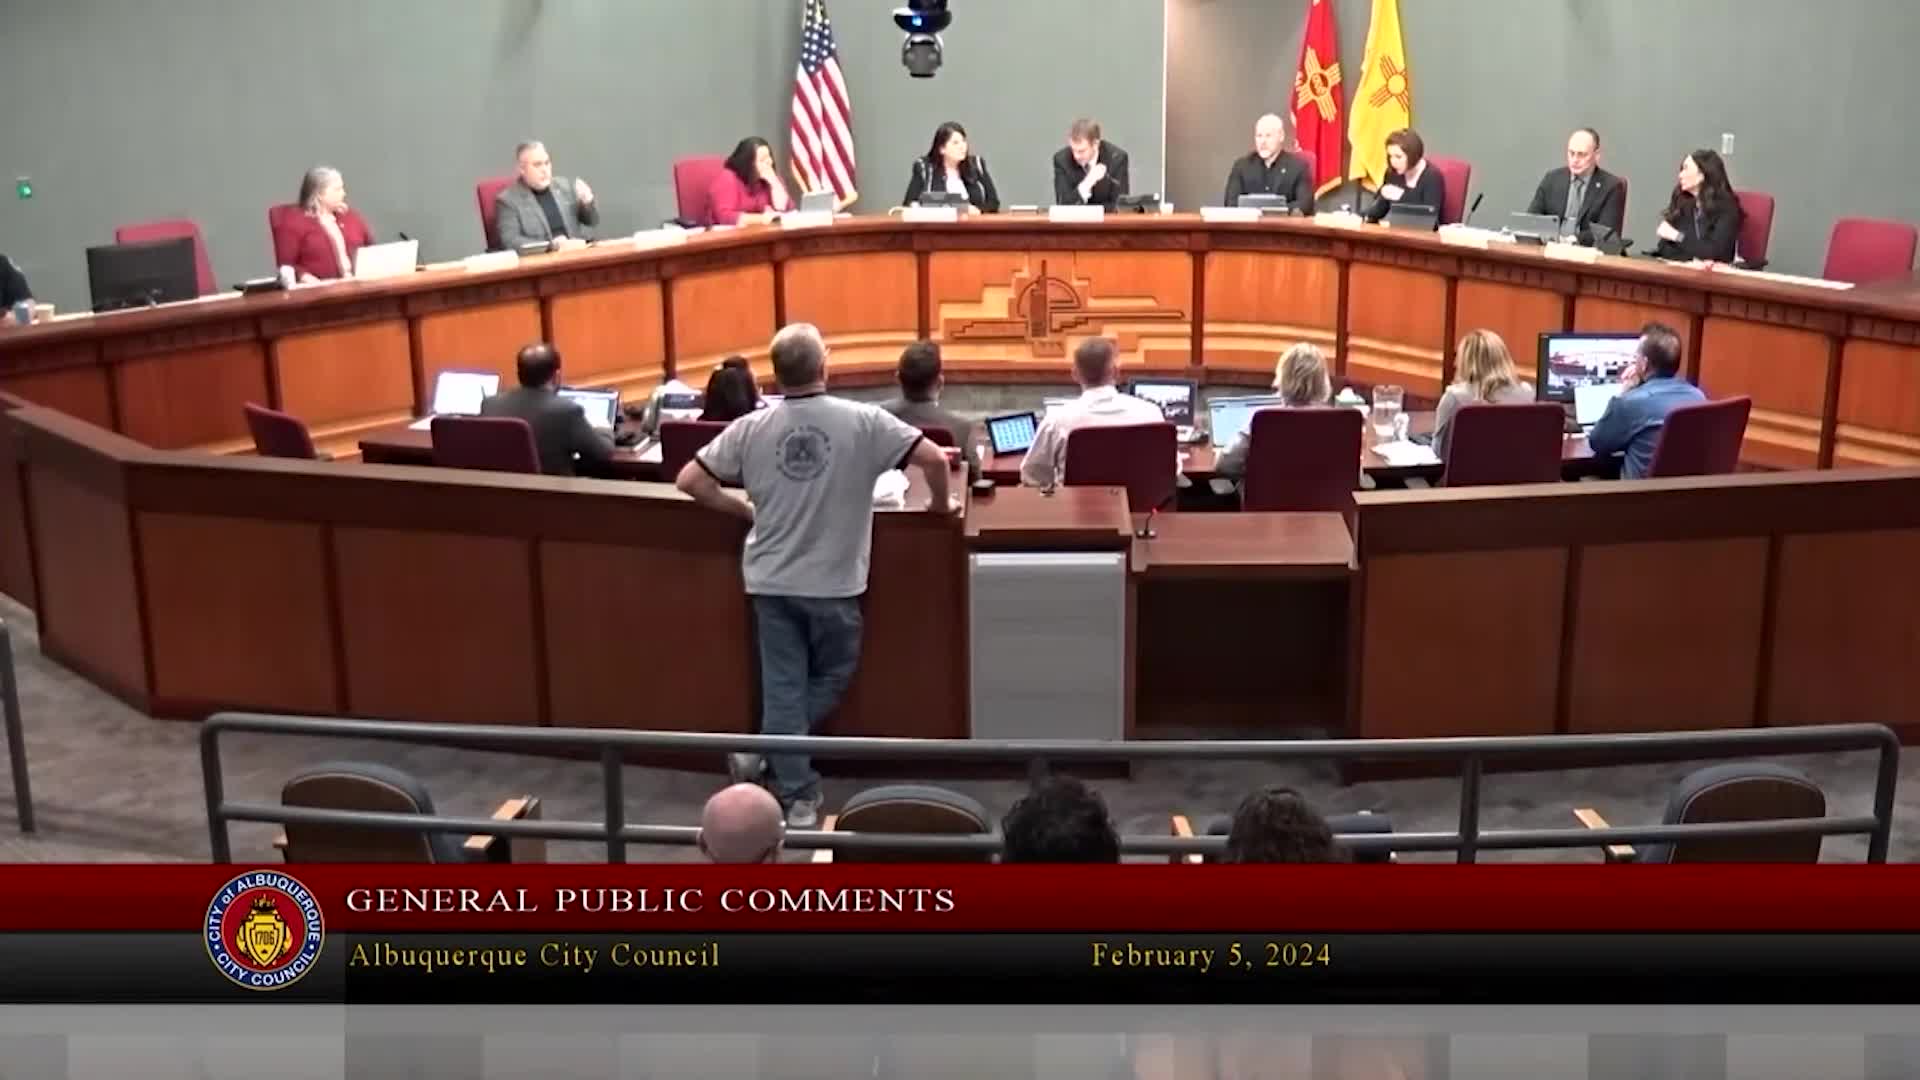 GENERAL PUBLIC COMMENTS
Albuquerque City Council
February 5, 2024
CITY of ALBUQUERQUE
1706
CITY COUNCIL